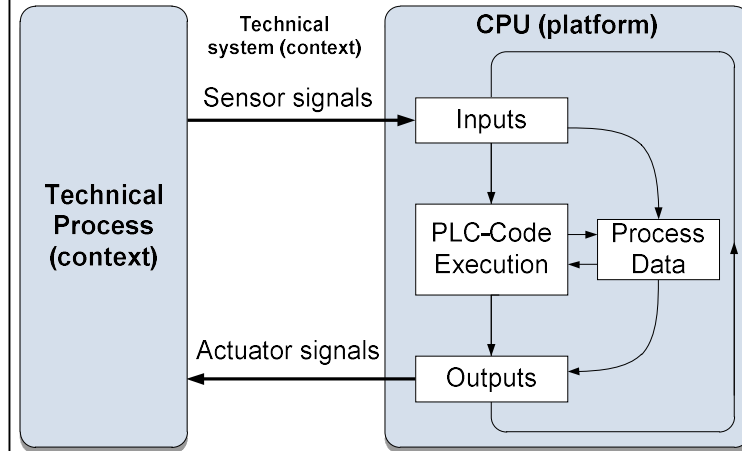 Technical
system (context)
CPU (platform)
Sensor signals
Inputs
Technical
Process
(context)
PLC-Code
Execution
Process
Data
Actuator signals
Outputs